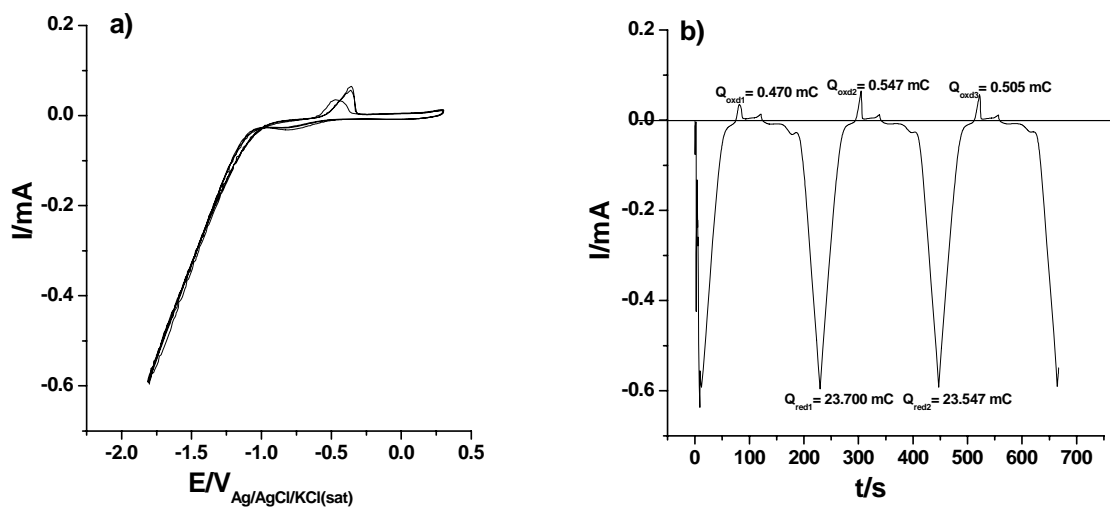 a)
0.2
0.0
-0.2
-0.4
-0.6
I/mA
-2.0 -1.5 -1.0 -0.5 0.0 0.5
E/V Ag/AgCl/KCl(sat)
b)
0.2
0.0
-0.2
-0.4
-0.6
I/mA
Qoxd1= 0.470 mC
Qoxd2= 0.547 mC
Qoxd3= 0.505 mC
Qred1= 23.700 mC
Qred2= 23.547 mC
0 100 200 300 400 500 600 700
t/s